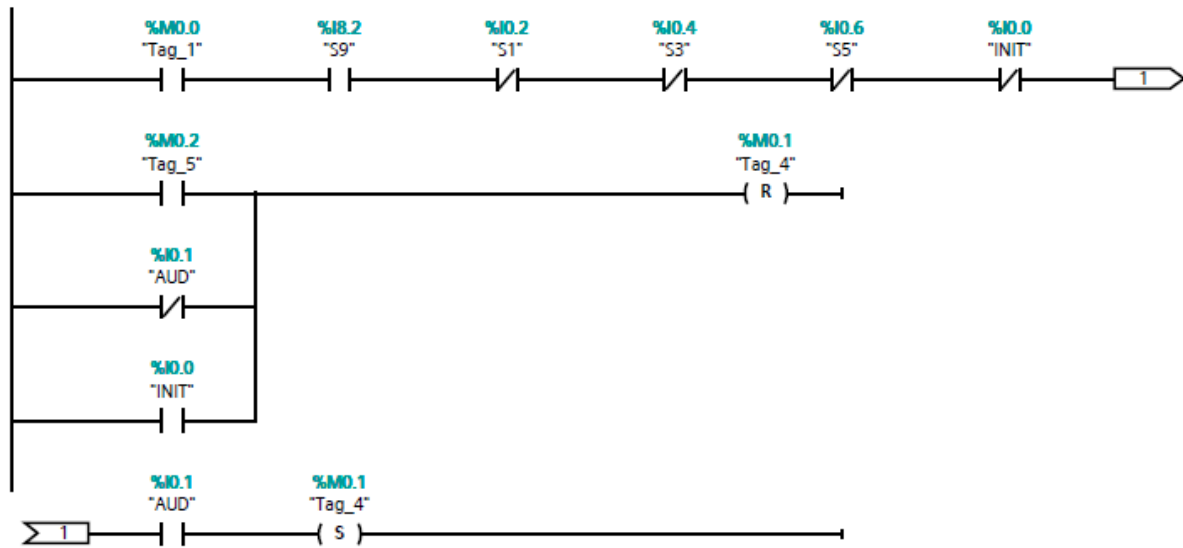 %M0.0 %I8.2 %I0.2 %I0.4 %I0.6 %I0.0
"Tag_1" "S9" "S1" "S3" "S5" "INIT"
1
%M0.2 %M0.1
"Tag_5" "Tag_4"
R
%I0.1
"AUD"
%I0.0
"INIT"
%I0.1 %M0.1
"AUD" "Tag_4"
1 S